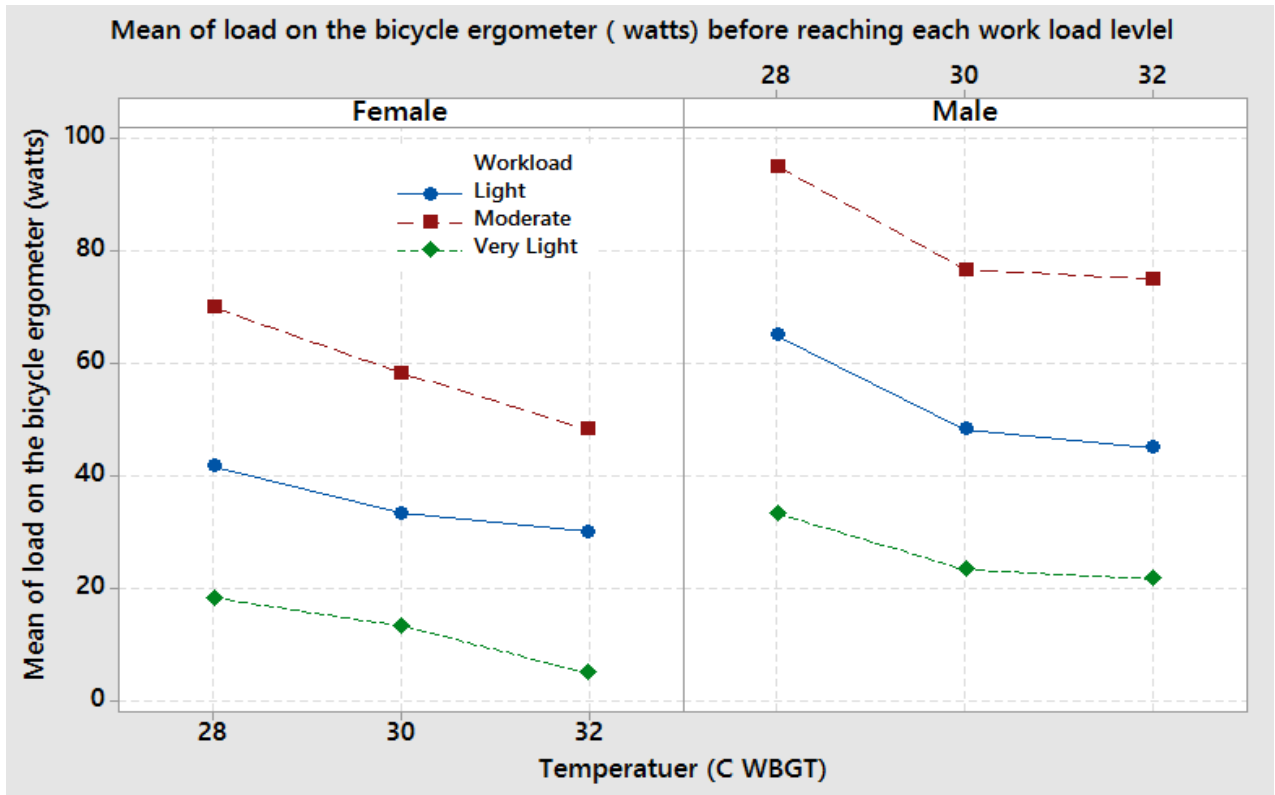 Mean of load on the bicycle ergometer ( watts) before reaching each work load levlel
28 30 32
Female Male
Mean of load on the bicycle ergometer (watts)
100
80
60
40
20
0
Workload
Light
Moderate
Very Light
28 30 32
Temperatuer (C WBGT)